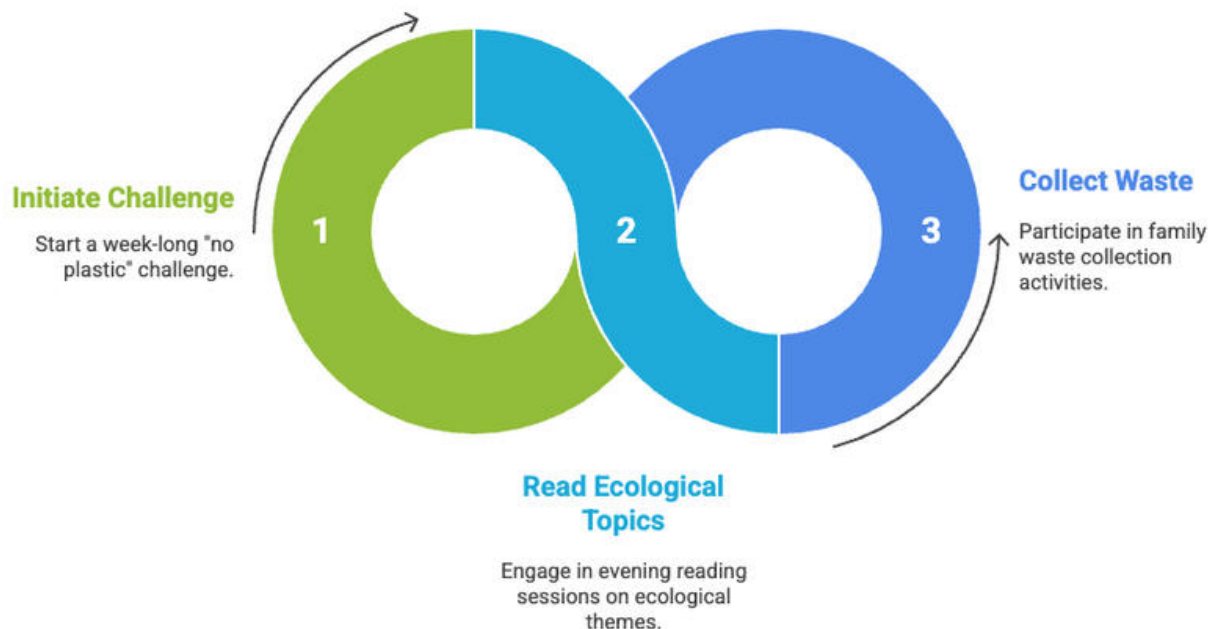 Initiate Challenge
Start a week-long "no
plastic" challenge.
1
2
3
Collect Waste
Participate in family
waste collection
activities.
Read Ecological
Topics
Engage in evening reading
sessions on ecological
themes.